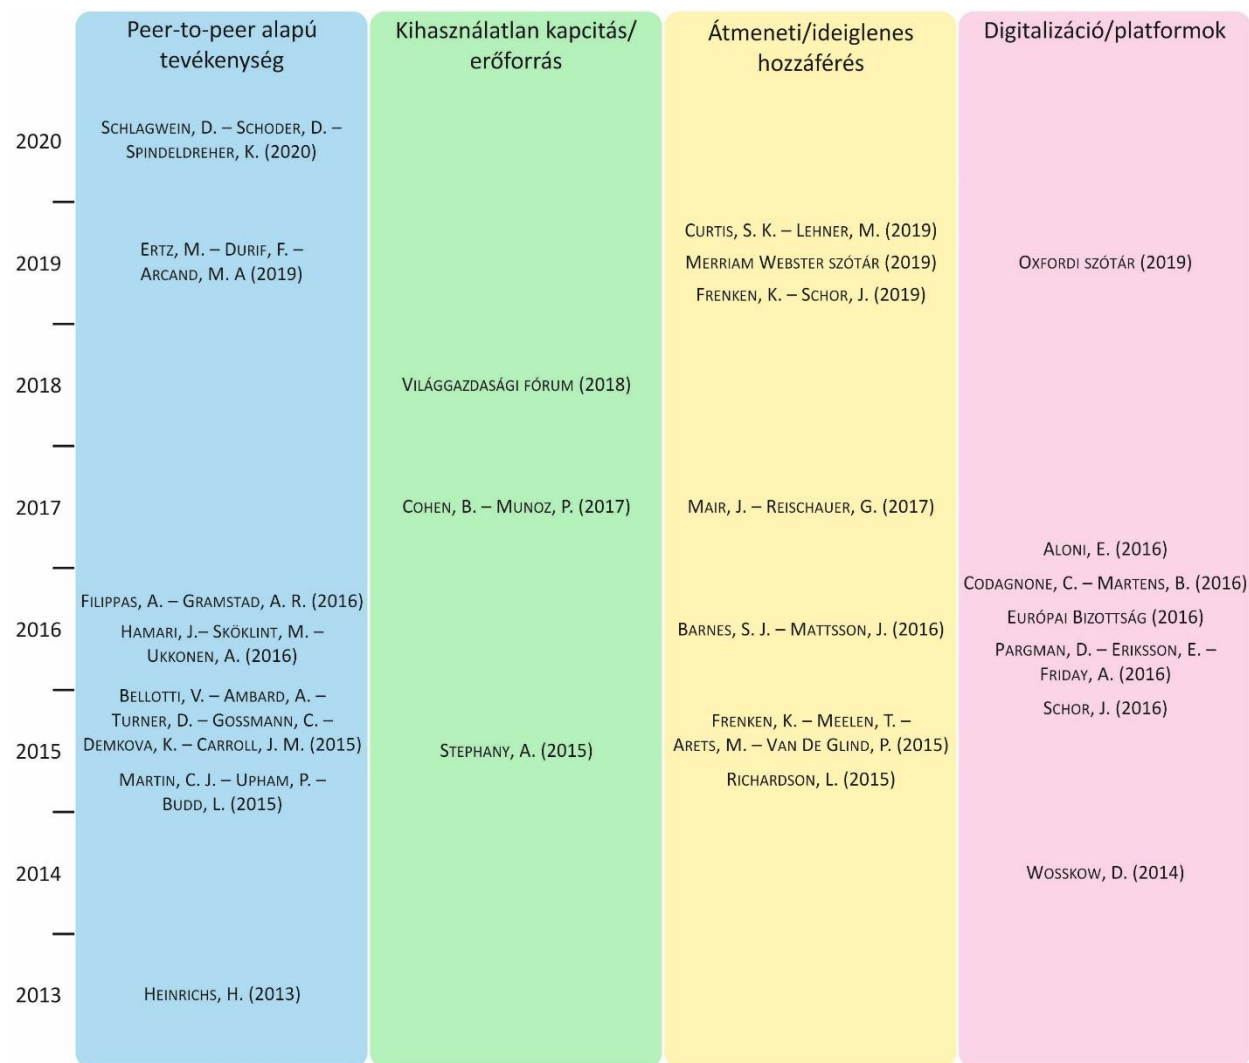 Peer-to-peer alapú
tevékenység
Kihasználatlan kapcitás/
erőforrás
Átmeneti/ideiglenes
hozzáférés
Digitalizáció/platformok
2020
Schlagwein, D. – Schoder, D. –
Spindeldreher, K. (2020)
2019
Ertz, M. – Durif, F. –
Arcand, M. A (2019)
Curtis, S. K. – Lehner, M. (2019)
Merriam Webster szótár (2019)
Frenken, K. – Schor, J. (2019)
Oxfordi szótár (2019)
2018
Világgazdasági fórum (2018)
2017
Cohen, B. – Munoz, P. (2017)
Mair, J. – Reischauer, G. (2017)
2016
Filippas, A. – Gramstad, A. R. (2016)
Hamari, J.– Sköklint, M. –
Ukkonen, A. (2016)
Barnes, S. J. – Mattsson, J. (2016)
Aloni, E. (2016)
Codagnone, C. – Martens, B. (2016)
Európai Bizottság (2016)
Pargman, D. – Eriksson, E. –
Friday, A. (2016)
Schor, J. (2016)
2015
Bellotti, V. – Ambard, A. –
Turner, D. – Gossmann, C. –
Demkova, K. – Carroll, J. M. (2015)
Martin, C. J. – Upham, P. –
Budd, L. (2015)
Stephany, A. (2015)
Frenken, K. – Meelen, T. –
Arets, M. – Van De Glind, P. (2015)
Richardson, L. (2015)
2014
Wosskow, D. (2014)
2013
Heinrichs, H. (2013)